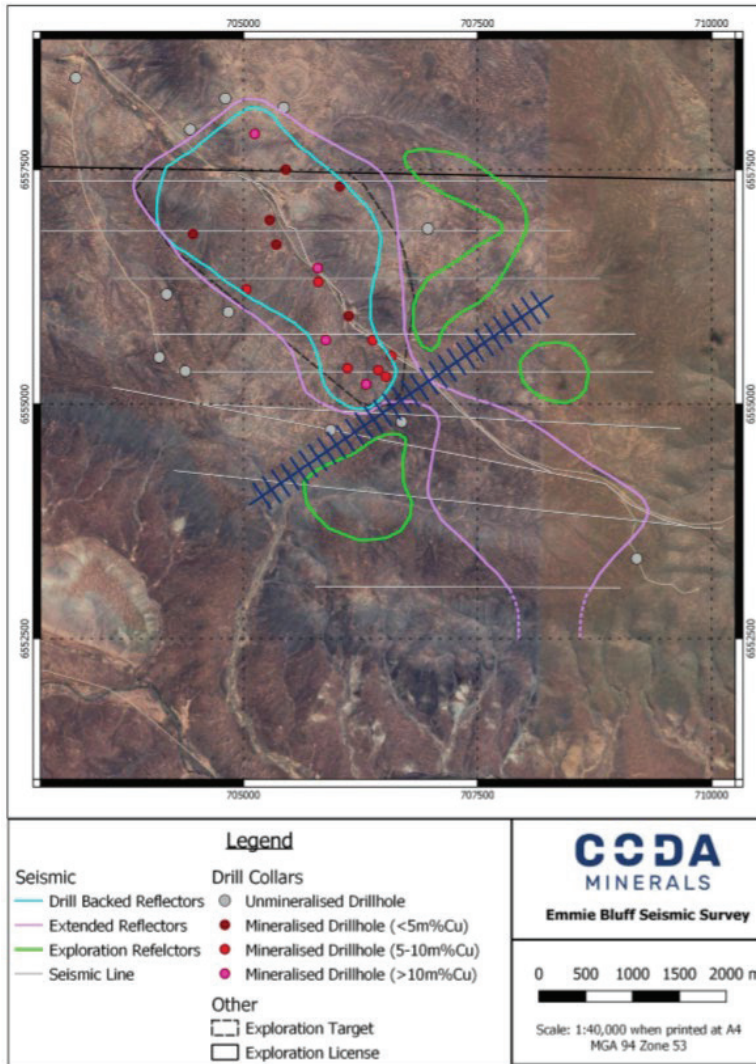 705000 707500 710000
6557500 6557500
6555000 6555000
6552500 6552500
705000 707500 710000
Legend
Seismic
Drill Backed Reflectors
Extended Reflectors
Exploration Refelctors
Seismic Line
Drill Collars
Unmineralised Drillhole
Mineralised Drillhole (<5m%Cu)
Mineralised Drillhole (5-10m%Cu)
Mineralised Drillhole (>10m%Cu)
Other
Exploration Target
Exploration License
CODA
MINERALS
Emmie Bluff Seismic Survey
0 500 1000 1500 2000 m
Scale: 1:40,000 when printed at A4
MGA 94 Zone 53